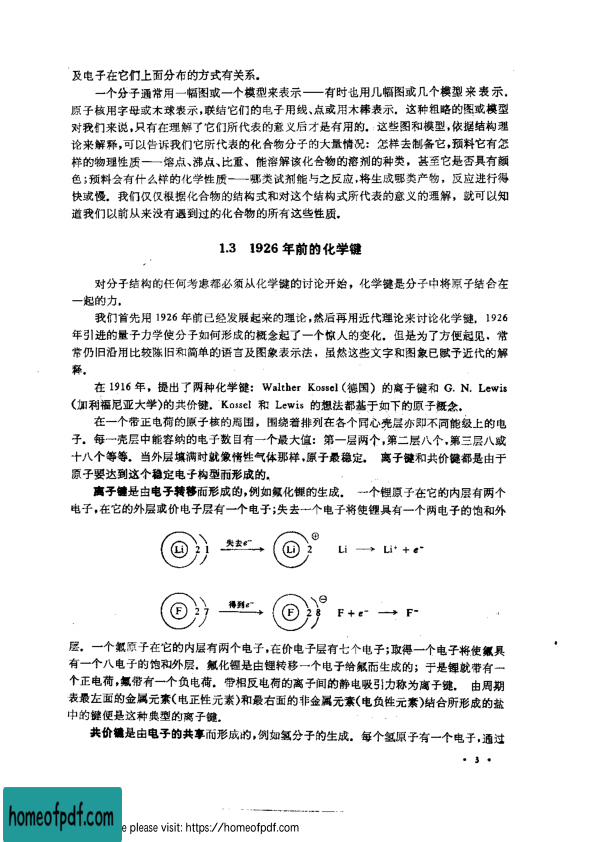 及电子在它们上面分布的方式有关系。
一个分子通常用一幅图或一个模型来表示——有时也用几幅图或几个模型来表示。
原子核用字母或木球表示,联结它们的电子用线、点或用木棒表示。这种粗略的图或模型
对我们来说,只有在理解了它们所代表的意义后才是有用的。这些图和模型,依据结构理
论来解释,可以告诉我们它所代表的化合物分子的大量情况: 怎样去制备它,预料它有怎
样的物理性质——熔点、沸点、比重、能溶解该化合物的溶剂的种类, 甚至它是否具有颜
色;预料会有什么样的化学性质——哪类试剂能与之反应,将生成哪类产物, 反应进行得
快或慢。我们仅仅根据化合物的结构式和对这个结构式所代表的意义的理解, 就可以知
道我们以前从来没有遇到过的化合物的所有这些性质。
1.3 1926 年前的化学键
对分子结构的任何考虑都必须从化学键的讨论开始, 化学键是分子中将原子结合在
一起的力。
我们首先用 1926 年前已经发展起来的理论,然后再用近代理论来讨论化学键。1926
年引进的量子力学使分子如何形成的概念起了一个惊人的变化。但是为了方便起见, 常
常仍旧沿用比较陈旧和简单的语言及图象表示法, 虽然这些文字和图象已赋予近代的解
释。
在 1916 年, 提出了两种化学键: Walther Kossel (德国) 的离子键和 G. N. Lewis
(加利福尼亚大学)的共价键。Kossel 和 Lewis 的想法都基于如下的原子概念。
在一个带正电荷的原子核的周围, 围绕着排列在各个同心壳层亦即不同能级上的电
子。每一壳层中能容纳的电子数目有一个最大值: 第一层两个,第二层八个,第三层八或
十八个等等。当外层填满时就像惰性气体那样,原子最稳定。 离子键和共价键都是由于
原子要达到这个稳定电子构型而形成的。
离子键是由电子转移而形成的,例如氟化锂的生成。 一个锂原子在它的内层有两个
电子,在它的外层或价电子层有一个电子;失去一个电子将使锂具有一个两电子的饱和外
Li 2 1 失去e⁻ → Li 2 ⊕ Li → Li⁺ + e⁻
F 2 7 得到e⁻ → F 2 8 ⊖ F + e⁻ → F⁻
层。一个氟原子在它的内层有两个电子,在价电子层有七个电子;取得一个电子将使氟具
有一个八电子的饱和外层。氟化锂是由锂转移一个电子给氟而生成的; 于是锂就带有一
个正电荷,氟带有一个负电荷。带相反电荷的离子间的静电吸引力称为离子键。 由周期
表最左面的金属元素(电正性元素)和最右面的非金属元素(电负性元素)结合所形成的盐
中的键便是这种典型的离子键。
共价键是由电子的共享而形成的,例如氢分子的生成。每个氢原子有一个电子,通过
• 3 •
homeofpdf.com
e please visit: https://homeofpdf.com